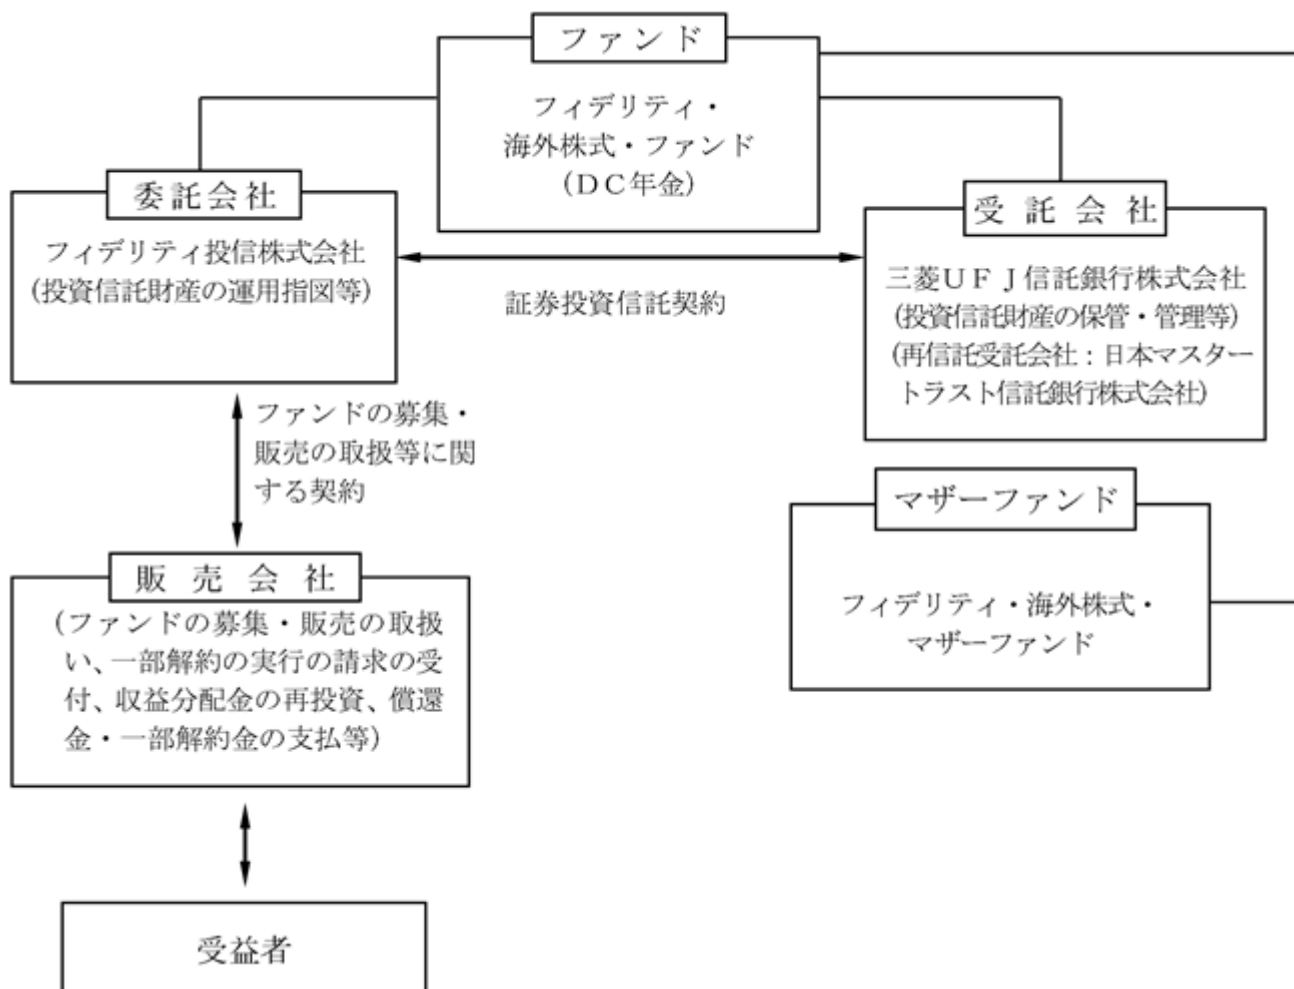 ファンド
フィデリティ・
海外株式・ファンド
(DC年金)
委託会社
フィデリティ投信株式会社
(投資信託財産の運用指図等)
証券投資信託契約
受託会社
三菱UFJ信託銀行株式会社
(投資信託財産の保管・管理等)
(再信託受託会社：日本マスター
トラスト信託銀行株式会社)
ファンドの募集・
販売の取扱等に関
する契約
マザーファンド
フィデリティ・海外株式・
マザーファンド
販売会社
(ファンドの募集・販売の取扱
い、一部解約の実行の請求の受
付、収益分配金の再投資、償還
金・一部解約金の支払等)
受益者